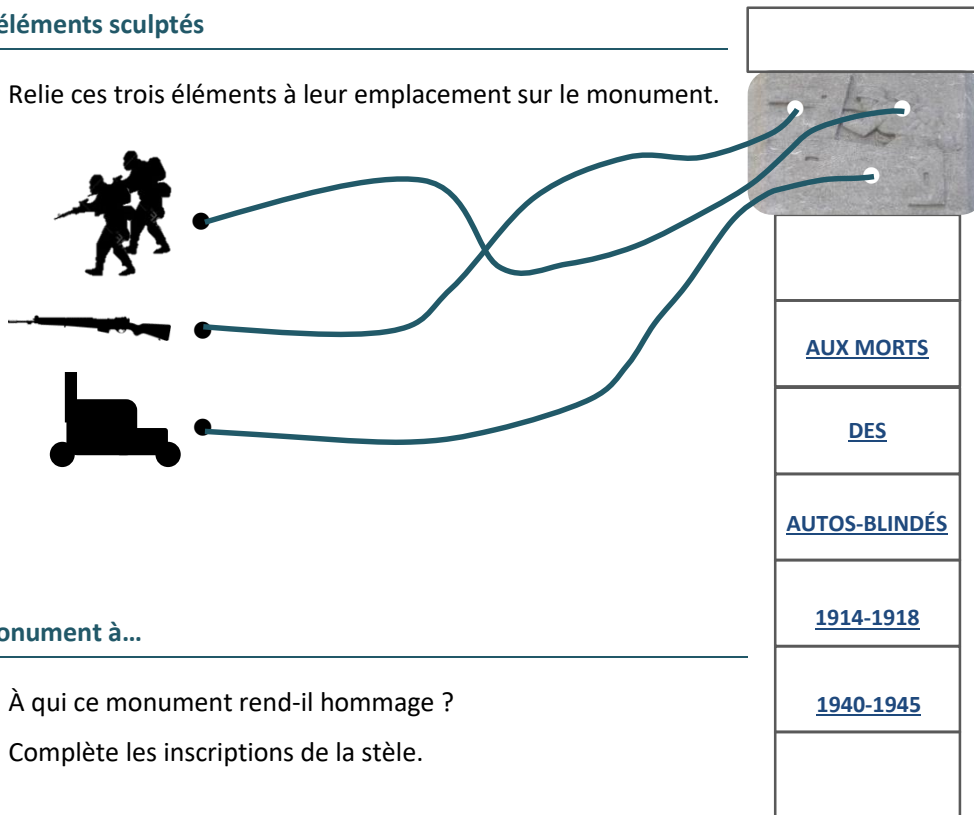 éléments sculptés
Relie ces trois éléments à leur emplacement sur le monument.
AUX MORTS
DES
AUTOS-BLINDÉS
1914-1918
1940-1945
onument à…
À qui ce monument rend-il hommage ?
Complète les inscriptions de la stèle.